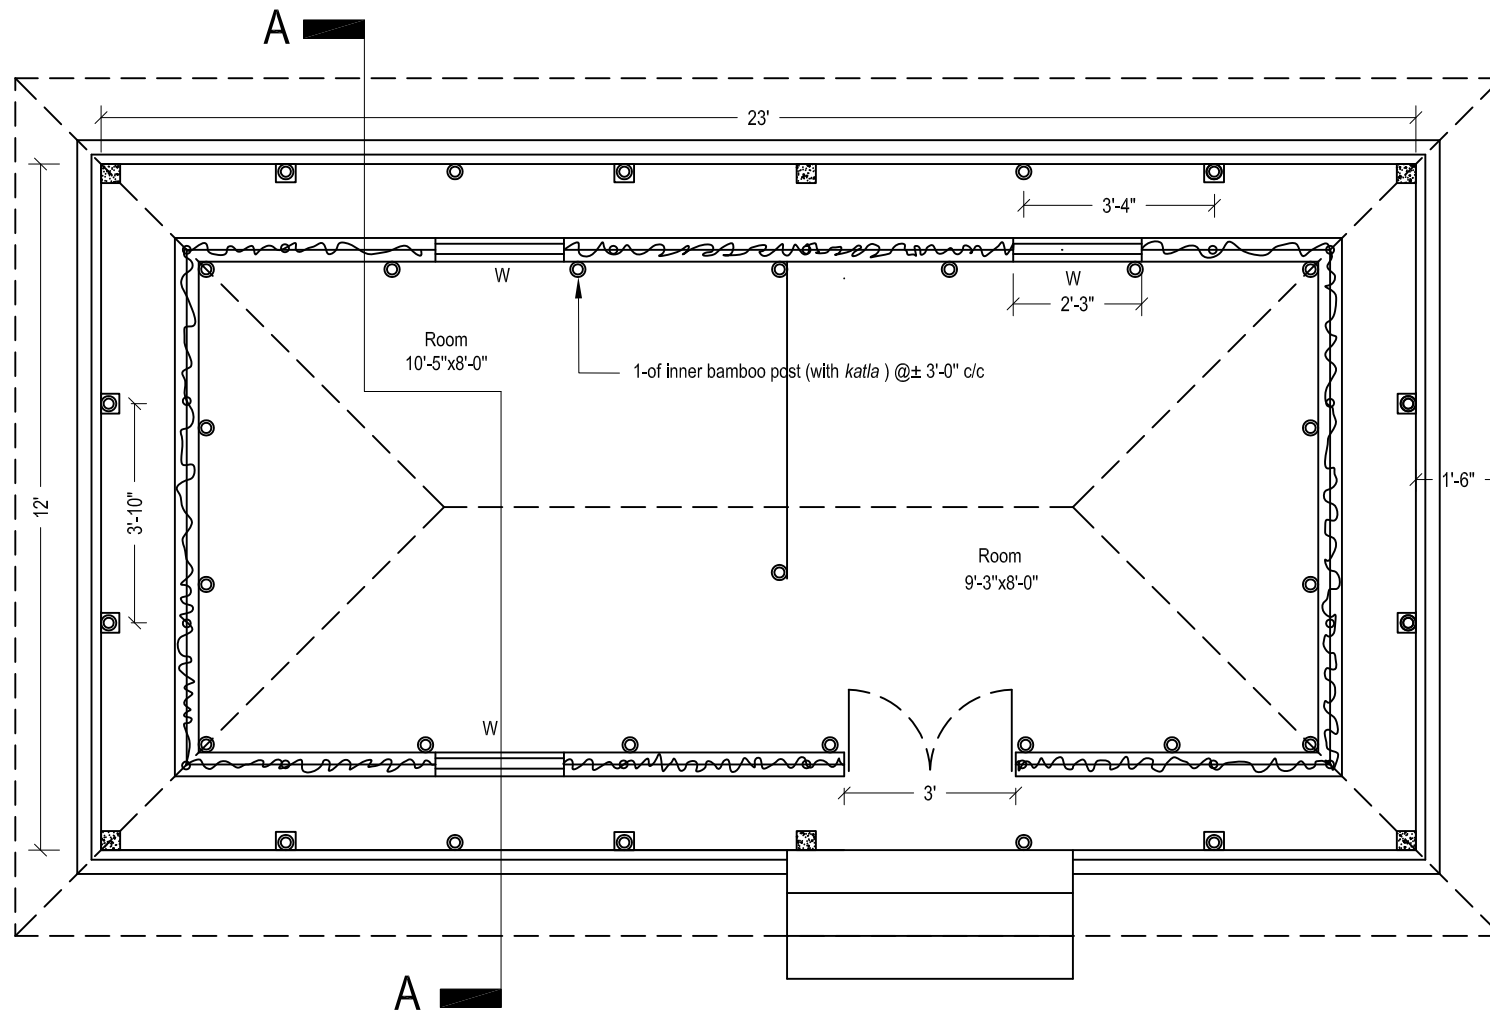 A
23'
3'-4"
W
W
2'-3"
Room
10'-5"x8'-0"
1-of inner bamboo post (with katla ) @± 3'-0" c/c
12'
3'-10"
1'-6"
Room
9'-3"x8'-0"
W
3'
A